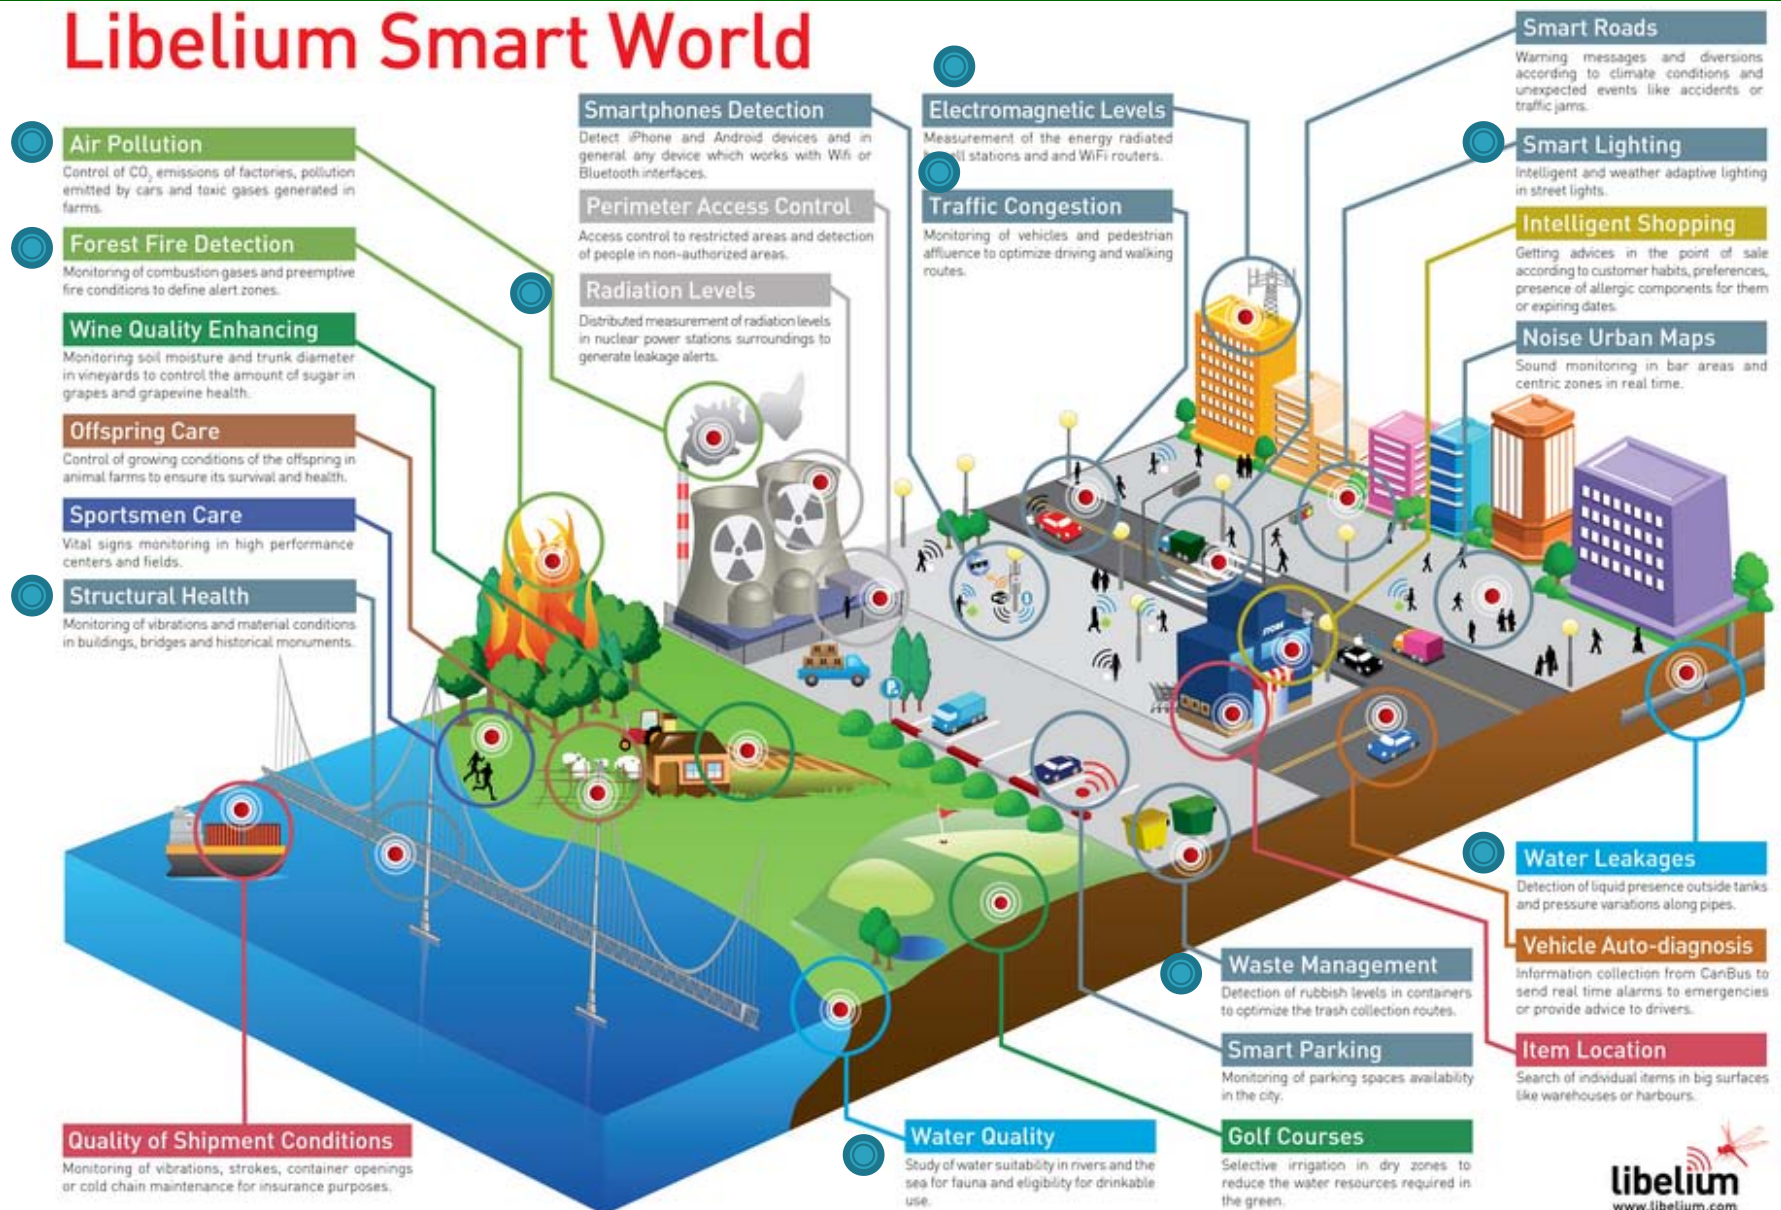 Libelium Smart World
Air Pollution
Control of CO₂ emissions of factories, pollution
emitted by cars and toxic gases generated in
farms.
Forest Fire Detection
Monitoring of combustion gases and preemptive
fire conditions to define alert zones.
Wine Quality Enhancing
Monitoring soil moisture and trunk diameter
in vineyards to control the amount of sugar in
grapes and grapevine health.
Offspring Care
Control of growing conditions of the offspring in
animal farms to ensure its survival and health.
Sportsmen Care
Vital signs monitoring in high performance
centers and fields.
Structural Health
Monitoring of vibrations and material conditions
in buildings, bridges and historical monuments.
Quality of Shipment Conditions
Monitoring of vibrations, strokes, container openings
or cold chain maintenance for insurance purposes.
Smartphones Detection
Detect iPhone and Android devices and in
general any device which works with Wifi or
Bluetooth interfaces.
Perimeter Access Control
Access control to restricted areas and detection
of people in non-authorized areas.
Radiation Levels
Distributed measurement of radiation levels
in nuclear power stations surroundings to
generate leakage alerts.
Electromagnetic Levels
Measurement of the energy radiated
stations and and WiFi routers.
Traffic Congestion
Monitoring of vehicles and pedestrian
affluence to optimize driving and walking
routes.
Smart Roads
Warning messages and diversions
according to climate conditions and
unexpected events like accidents or
traffic jams.
Smart Lighting
Intelligent and weather adaptive lighting
in street lights.
Intelligent Shopping
Getting advices in the point of sale
according to customer habits, preferences,
presence of allergic components for them
or expiring dates.
Noise Urban Maps
Sound monitoring in bar areas and
centric zones in real time.
STORE
P
Water Leakages
Detection of liquid presence outside tanks
and pressure variations along pipes.
Vehicle Auto-diagnosis
Information collection from CanBus to
send real time alarms to emergencies
or provide advice to drivers.
Item Location
Search of individual items in big surfaces
like warehouses or harbours.
Waste Management
Detection of rubbish levels in containers
to optimize the trash collection routes.
Smart Parking
Monitoring of parking spaces availability
in the city.
Golf Courses
Selective irrigation in dry zones to
reduce the water resources required in
the green.
Water Quality
Study of water suitability in rivers and the
sea for fauna and eligibility for drinkable
use.
libelium
www.libelium.com